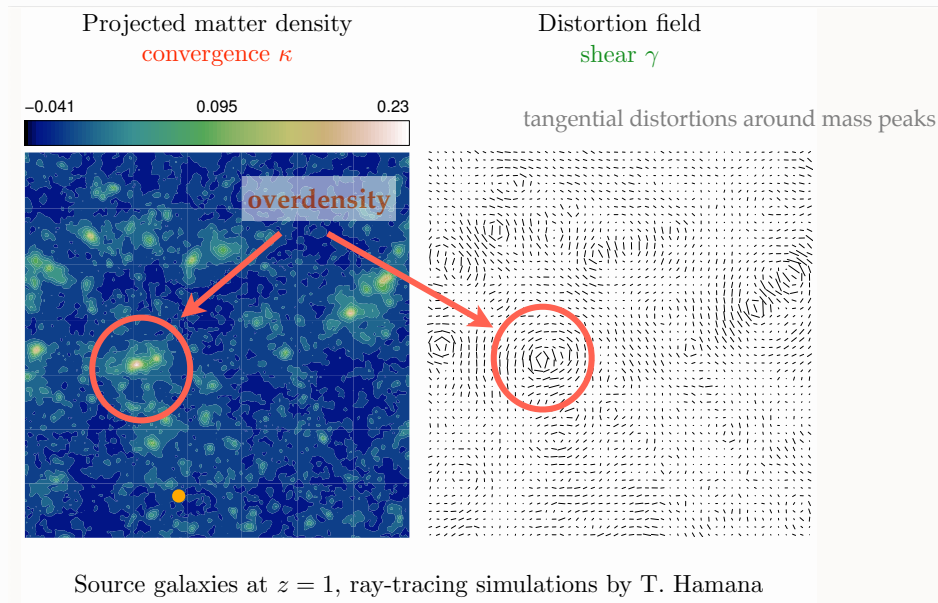 Projected matter density
convergence κ
Distortion field
shear γ
−0.041 0.095 0.23
tangential distortions around mass peaks
overdensity
Source galaxies at z = 1, ray-tracing simulations by T. Hamana